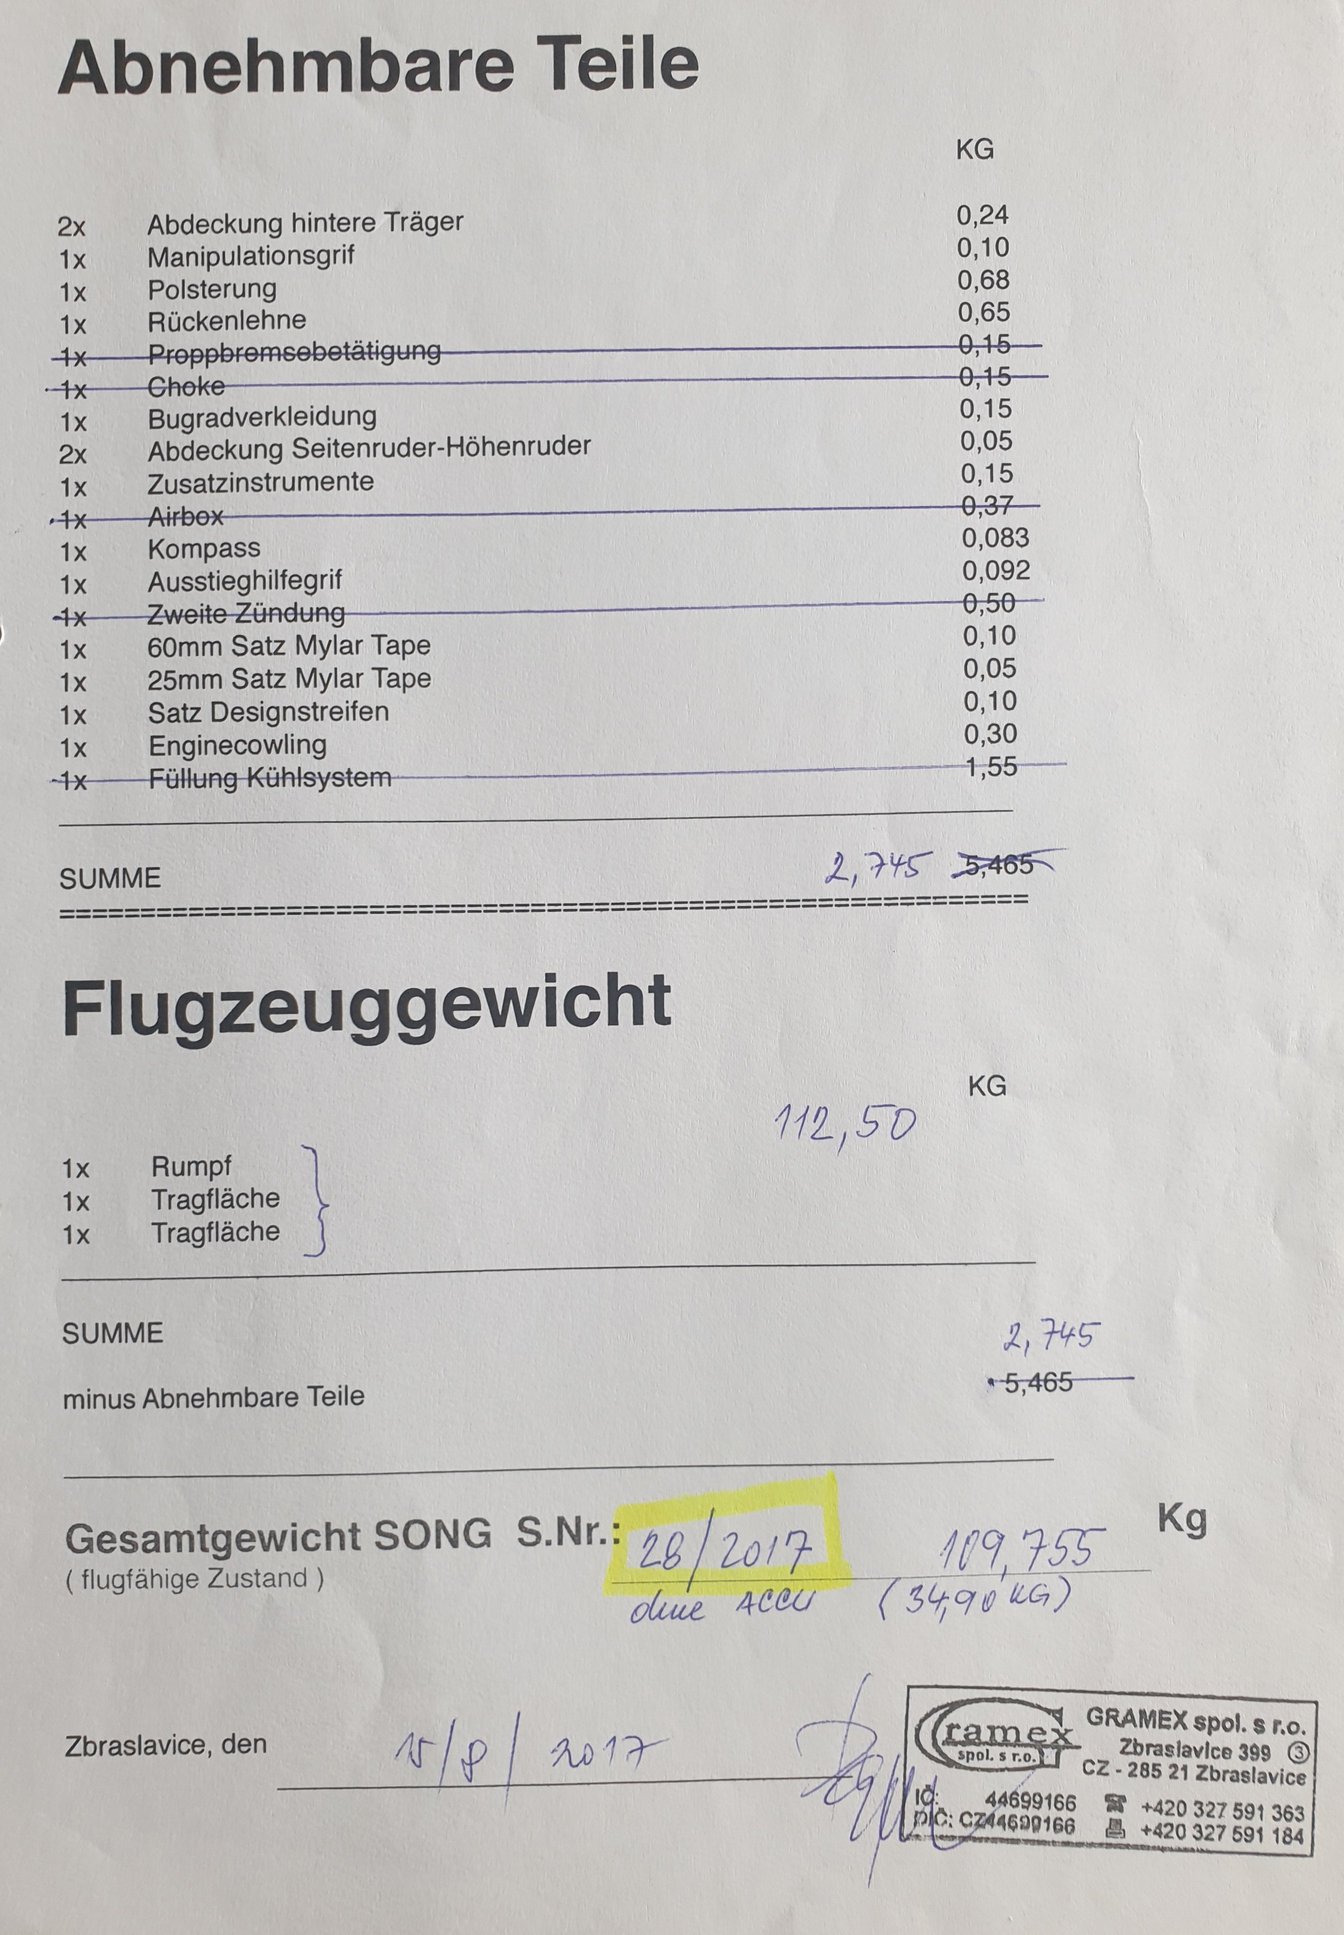 Abnehmbare Teile
KG
2x Abdeckung hintere Träger 0,24
1x Manipulationsgrif 0,10
1x Polsterung 0,68
1x Rückenlehne 0,65
1x Proppbremsebetätigung 0,15
1x Choke 0,15
1x Bugradverkleidung 0,15
2x Abdeckung Seitenruder-Höhenruder 0,05
1x Zusatzinstrumente 0,15
1x Airbox 0,37
1x Kompass 0,083
1x Ausstieghilfegrif 0,092
1x Zweite Zündung 0,50
1x 60mm Satz Mylar Tape 0,10
1x 25mm Satz Mylar Tape 0,05
1x Satz Designstreifen 0,10
1x Enginecowling 0,30
1x Füllung Kühlsystem 1,55
SUMME 2,745 5,465
Flugzeuggewicht
KG
112,50
1x Rumpf
1x Tragfläche
1x Tragfläche
SUMME
2,745
minus Abnehmbare Teile 5,465
Gesamtgewicht SONG S.Nr.: 28/2017 109,755 Kg
( flugfähige Zustand )
ohne ACCU (34,90 KG)
Zbraslavice, den 15/8/2017
Gramex
spol. s r.o.
GRAMEX spol. s r.o.
Zbraslavice 399 3
CZ - 285 21 Zbraslavice
IČ: 44699166 +420 327 591 363
DIČ: CZ44699166 +420 327 591 184